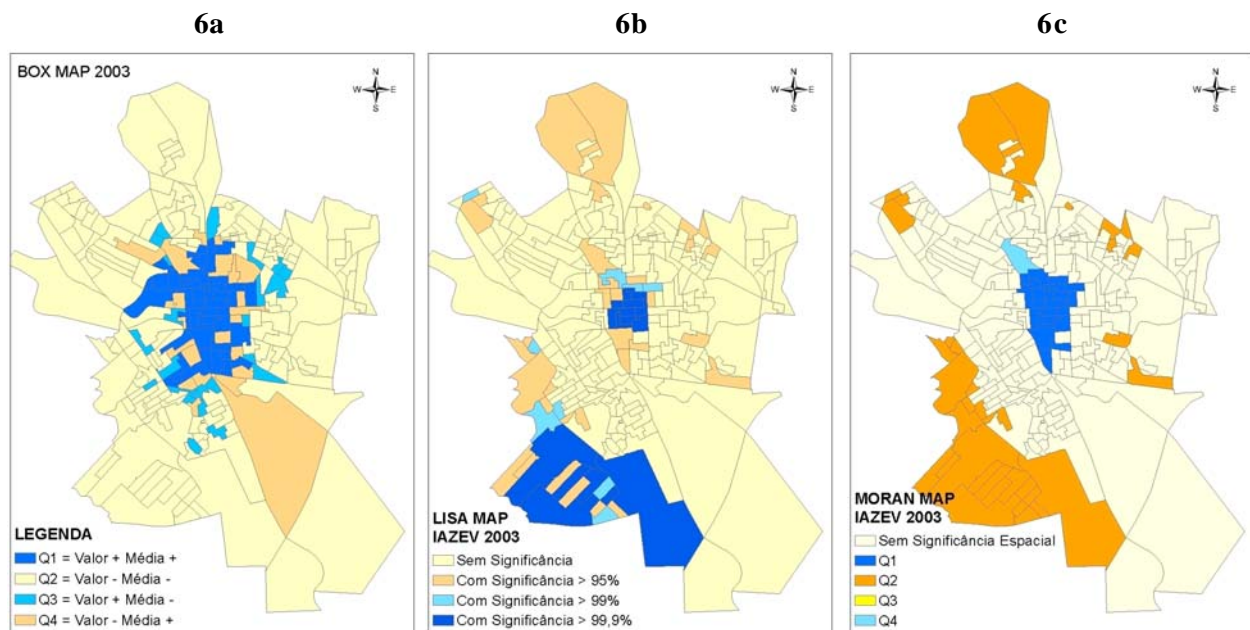 6a
6b
6c
BOX MAP 2003
N
W E
S
LEGENDA
Q1 = Valor + Média +
Q2 = Valor - Média -
Q3 = Valor + Média -
Q4 = Valor - Média +
N
W E
S
LISA MAP
IAZEV 2003
Sem Significância
Com Significância > 95%
Com Significância > 99%
Com Significância > 99,9%
N
W E
S
MORAN MAP
IAZEV 2003
Sem Significância Espacial
Q1
Q2
Q3
Q4